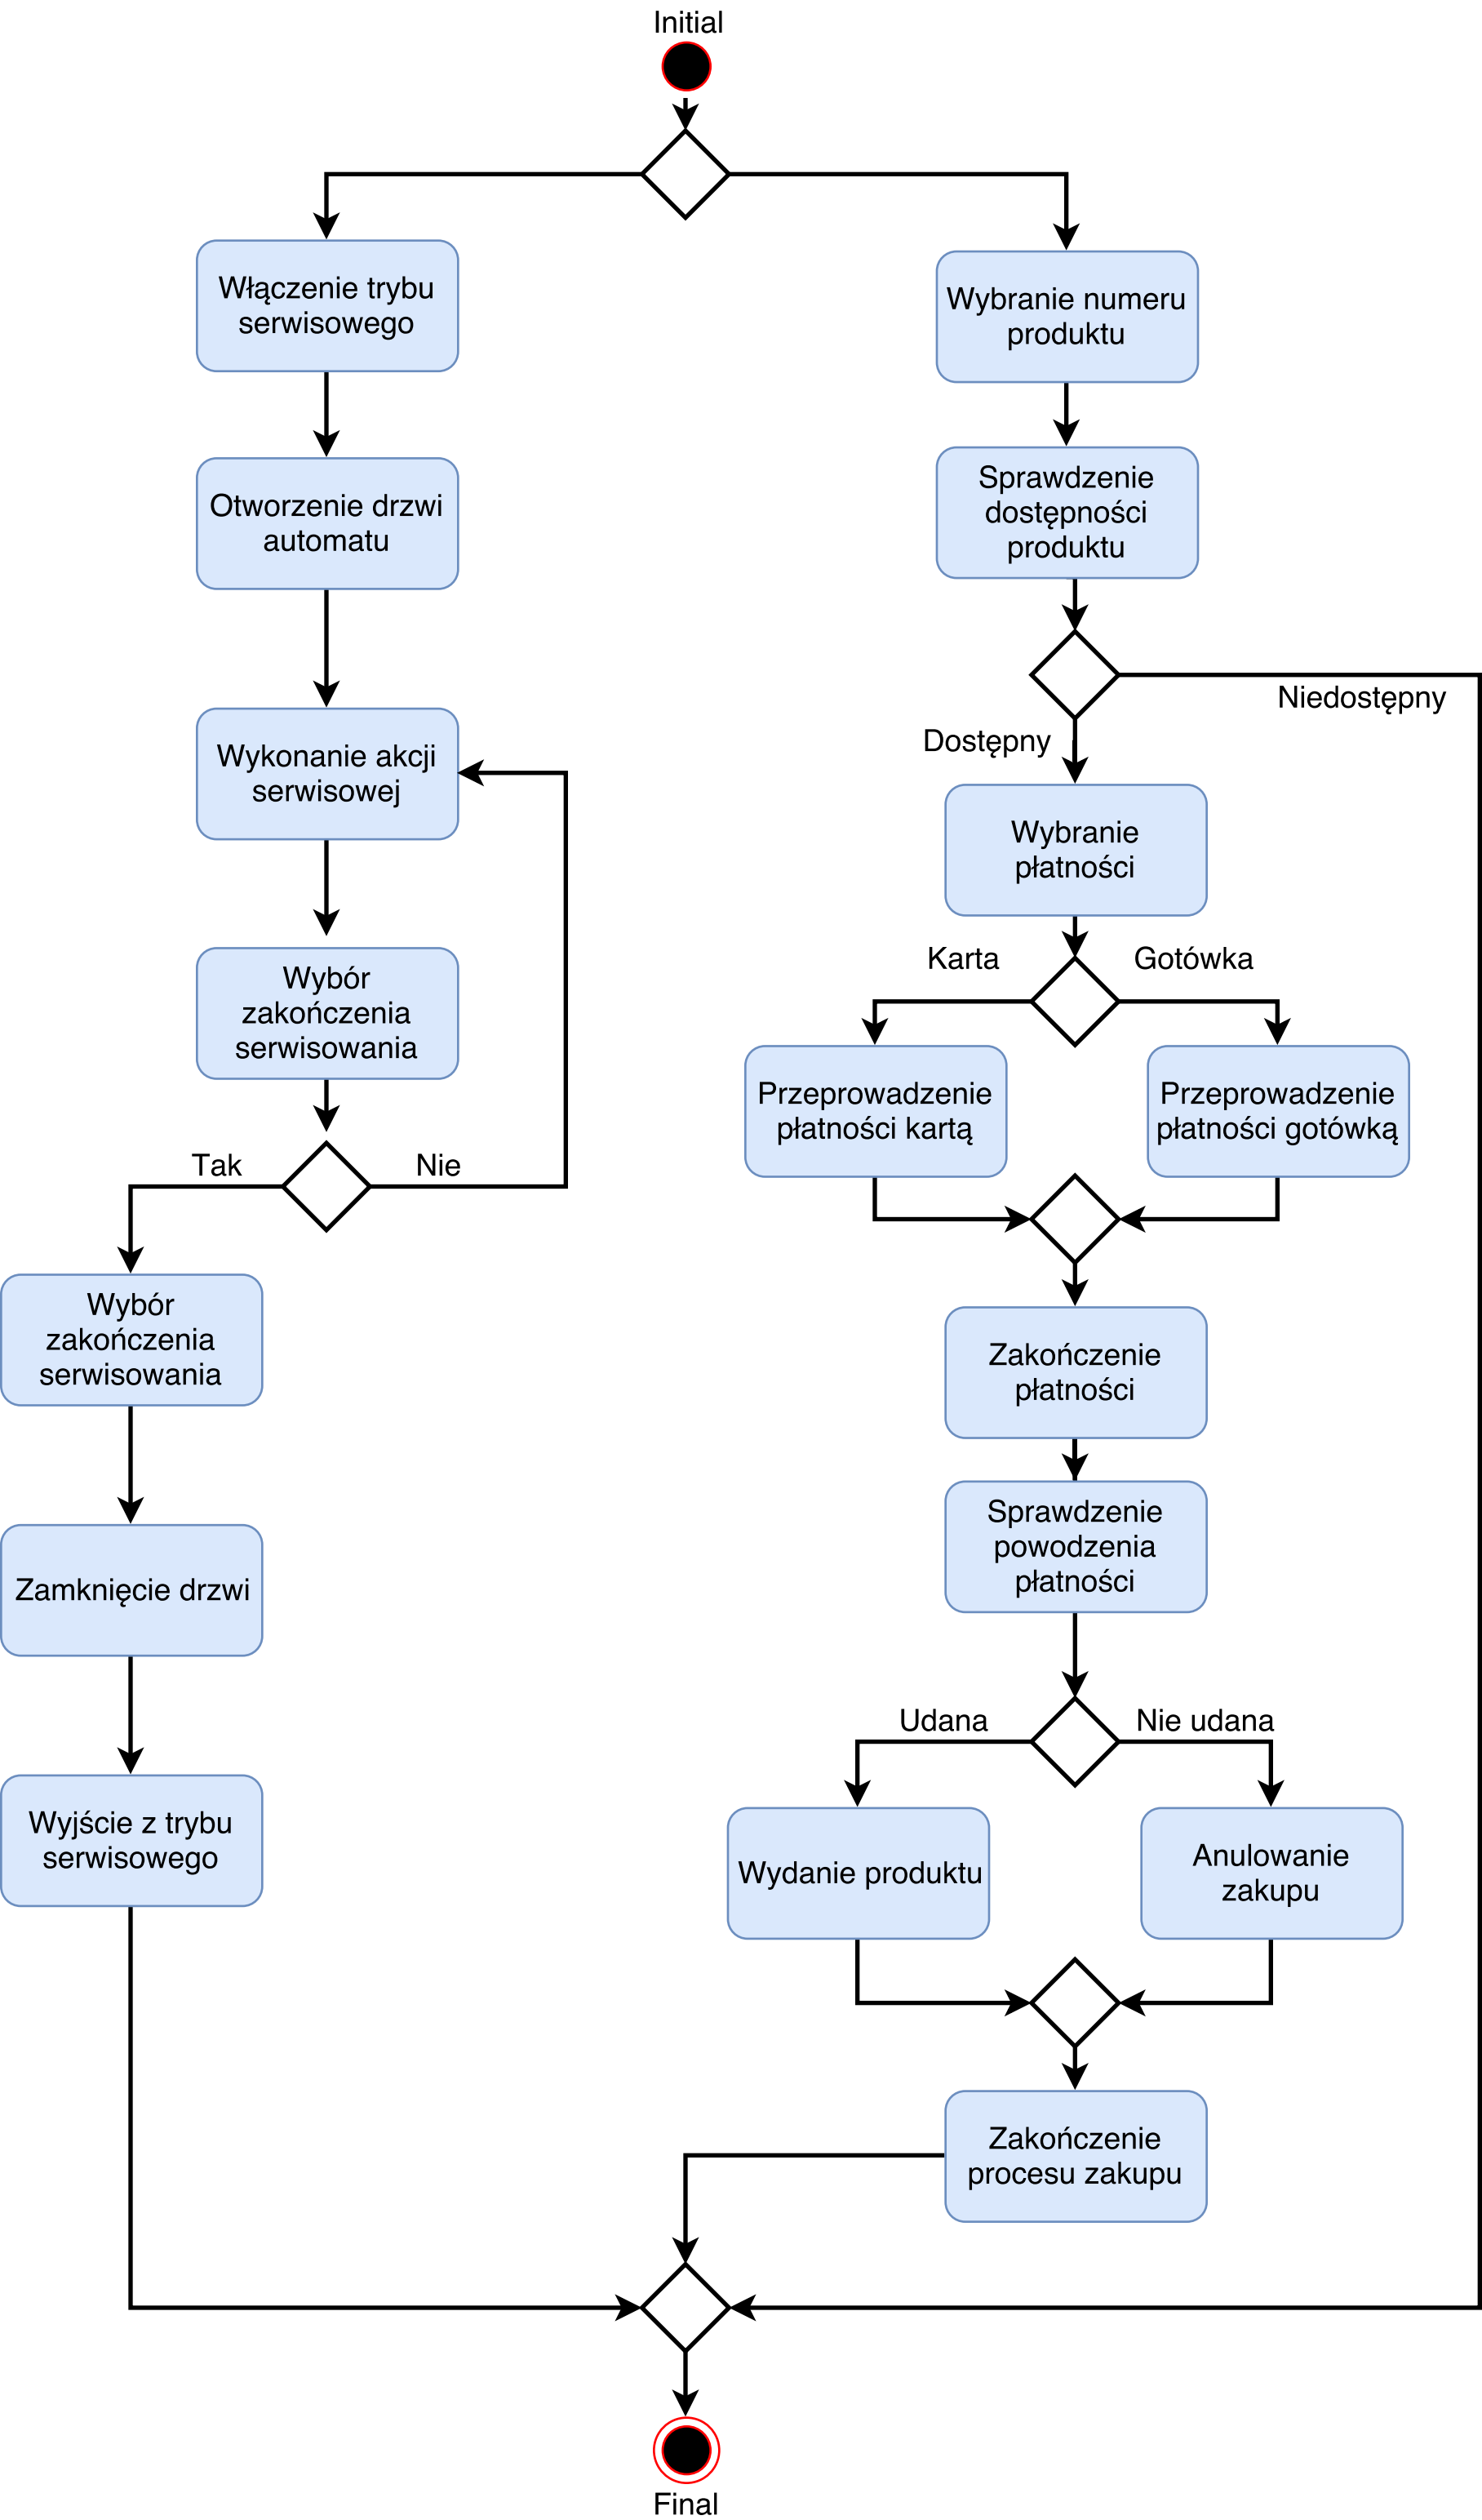 Initial
Włączenie trybu
serwisowego
Wybranie numeru
produktu
Otworzenie drzwi
automatu
Sprawdzenie
dostępności
produktu
Niedostępny
Dostępny
Wykonanie akcji
serwisowej
Wybranie
płatności
Karta
Gotówka
Wybór
zakończenia
serwisowania
Przeprowadzenie
płatności kartą
Przeprowadzenie
płatności gotówką
Tak
Nie
Wybór
zakończenia
serwisowania
Zakończenie
płatności
Sprawdzenie
powodzenia
płatności
Zamknięcie drzwi
Udana
Nie udana
Wyjście z trybu
serwisowego
Wydanie produktu
Anulowanie
zakupu
Zakończenie
procesu zakupu
Final